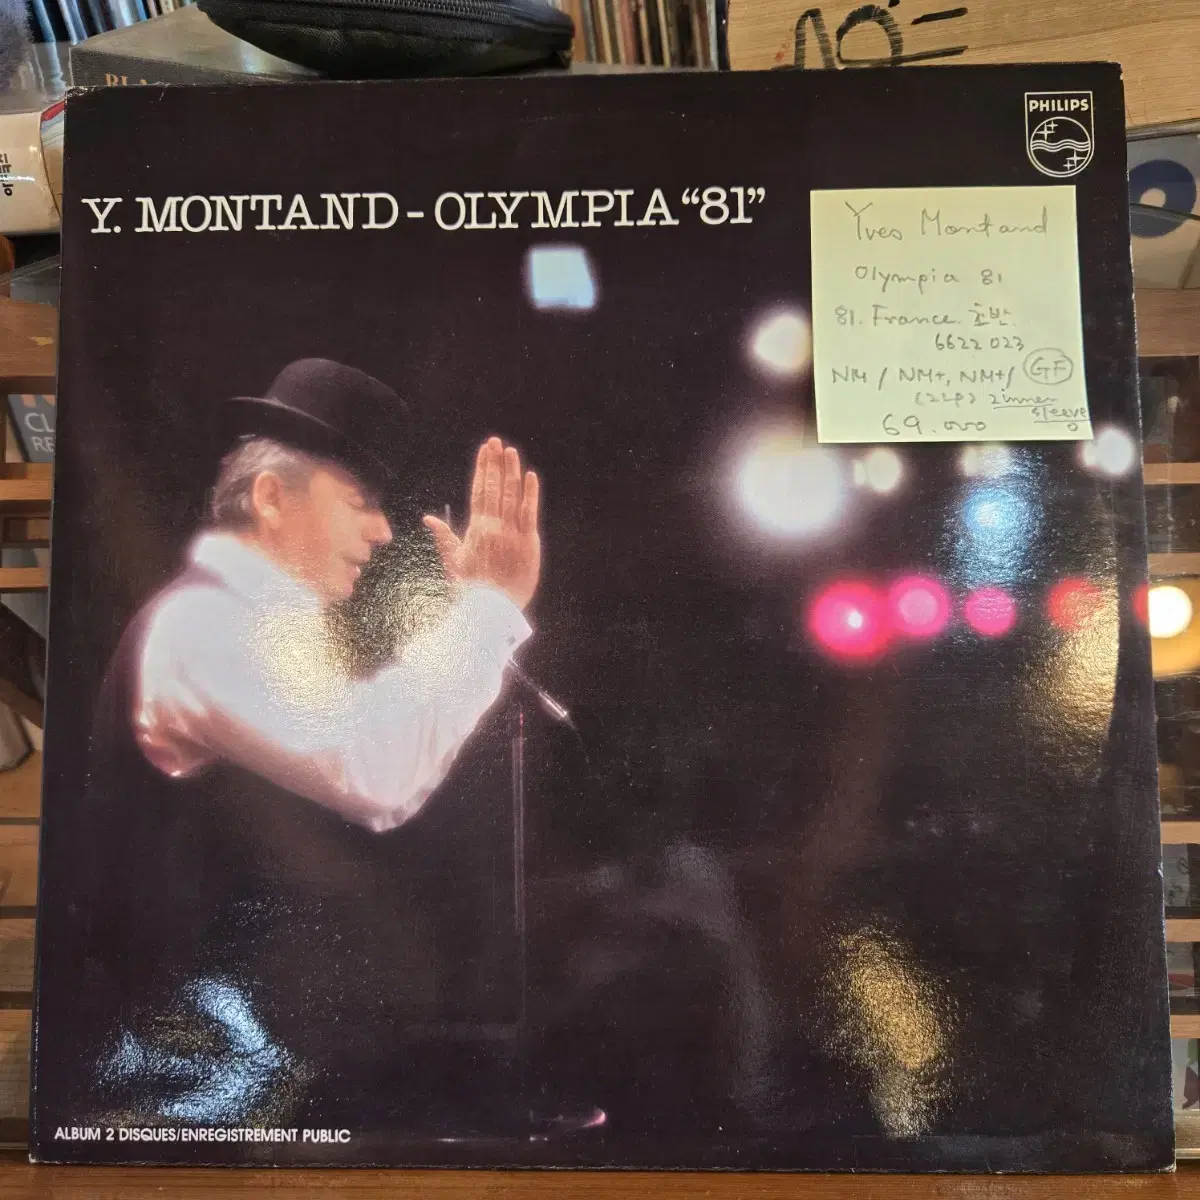 PHILIPS
Y. MONTAND - OLYMPIA “81”
Yves Montand
Olympia 81
81. France 초반.
6622 023
NM / NM+, NM+/ GF
(2LP) 2inner
sleeve
69.000
ALBUM 2 DISQUES/ENREGISTREMENT PUBLIC